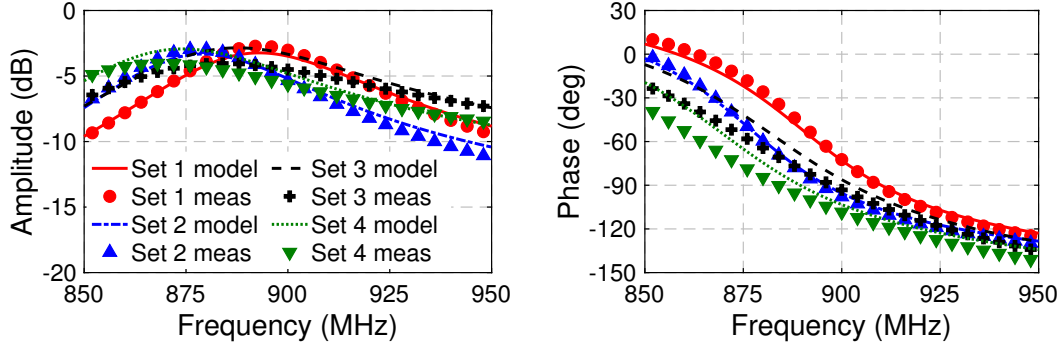 0
-5
-10
-15
-20
Amplitude (dB)
Set 1 model
Set 1 meas
Set 2 model
Set 2 meas
Set 3 model
Set 3 meas
Set 4 model
Set 4 meas
850 875 900 925 950
Frequency (MHz)
30
0
-30
-60
-90
-120
-150
Phase (deg)
850 875 900 925 950
Frequency (MHz)